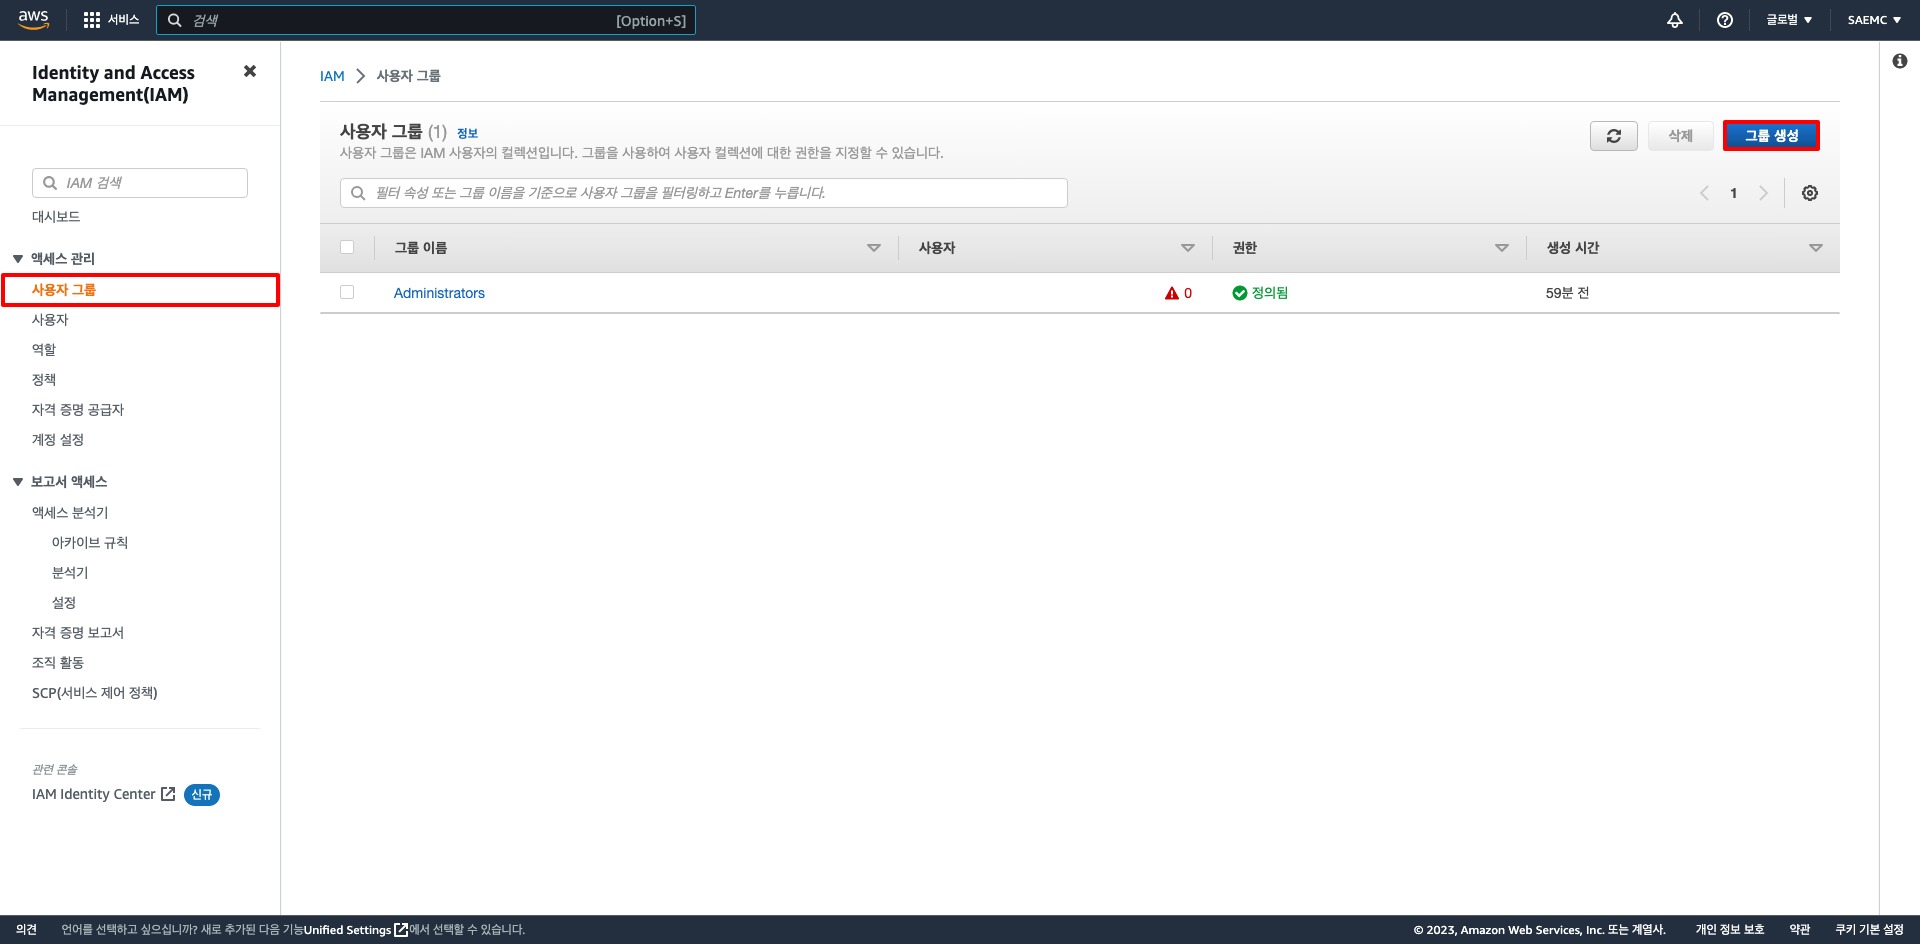 aws 서비스 검색 [Option+S] 글로벌 SAEMC
Identity and Access
Management(IAM)
IAM 검색
대시보드
액세스 관리
사용자 그룹
사용자
역할
정책
자격 증명 공급자
계정 설정
보고서 액세스
액세스 분석기
아카이브 규칙
분석기
설정
자격 증명 보고서
조직 활동
SCP(서비스 제어 정책)
관련 콘솔
IAM Identity Center 신규
IAM 사용자 그룹
사용자 그룹 (1) 정보
사용자 그룹은 IAM 사용자의 컬렉션입니다. 그룹을 사용하여 사용자 컬렉션에 대한 권한을 지정할 수 있습니다.
삭제 그룹 생성
필터 속성 또는 그룹 이름을 기준으로 사용자 그룹을 필터링하고 Enter를 누릅니다.
1
그룹 이름 사용자 권한 생성 시간
Administrators 0 정의됨 59분 전
의견 언어를 선택하고 싶으십니까? 새로 추가된 다음 기능Unified Settings에서 선택할 수 있습니다. © 2023, Amazon Web Services, Inc. 또는 계열사. 개인 정보 보호 약관 쿠키 기본 설정